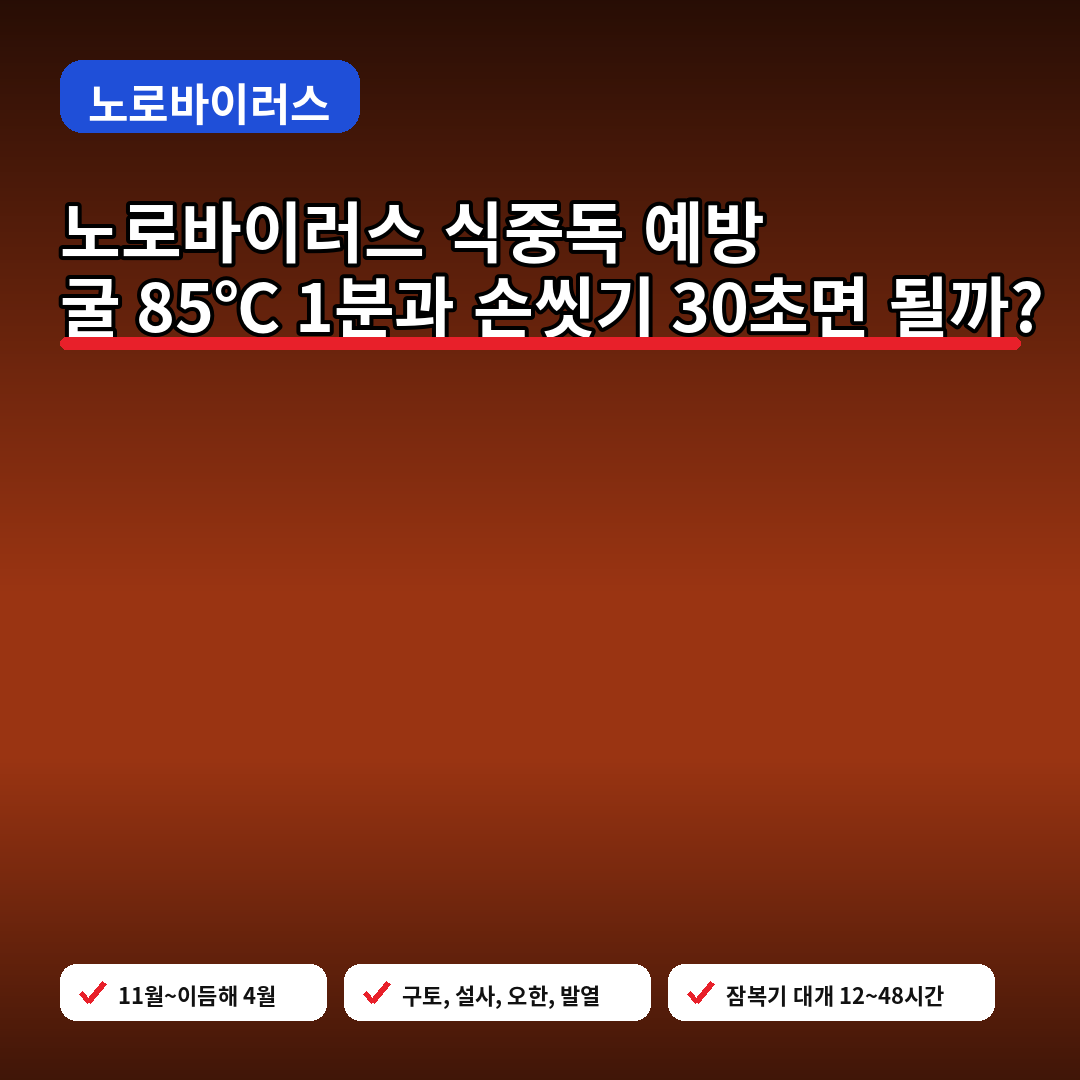 노로바이러스
노로바이러스 식중독 예방
굴 85℃ 1분과 손씻기 30초면 될까?
11월~이듬해 4월
구토, 설사, 오한, 발열
잠복기 대개 12~48시간